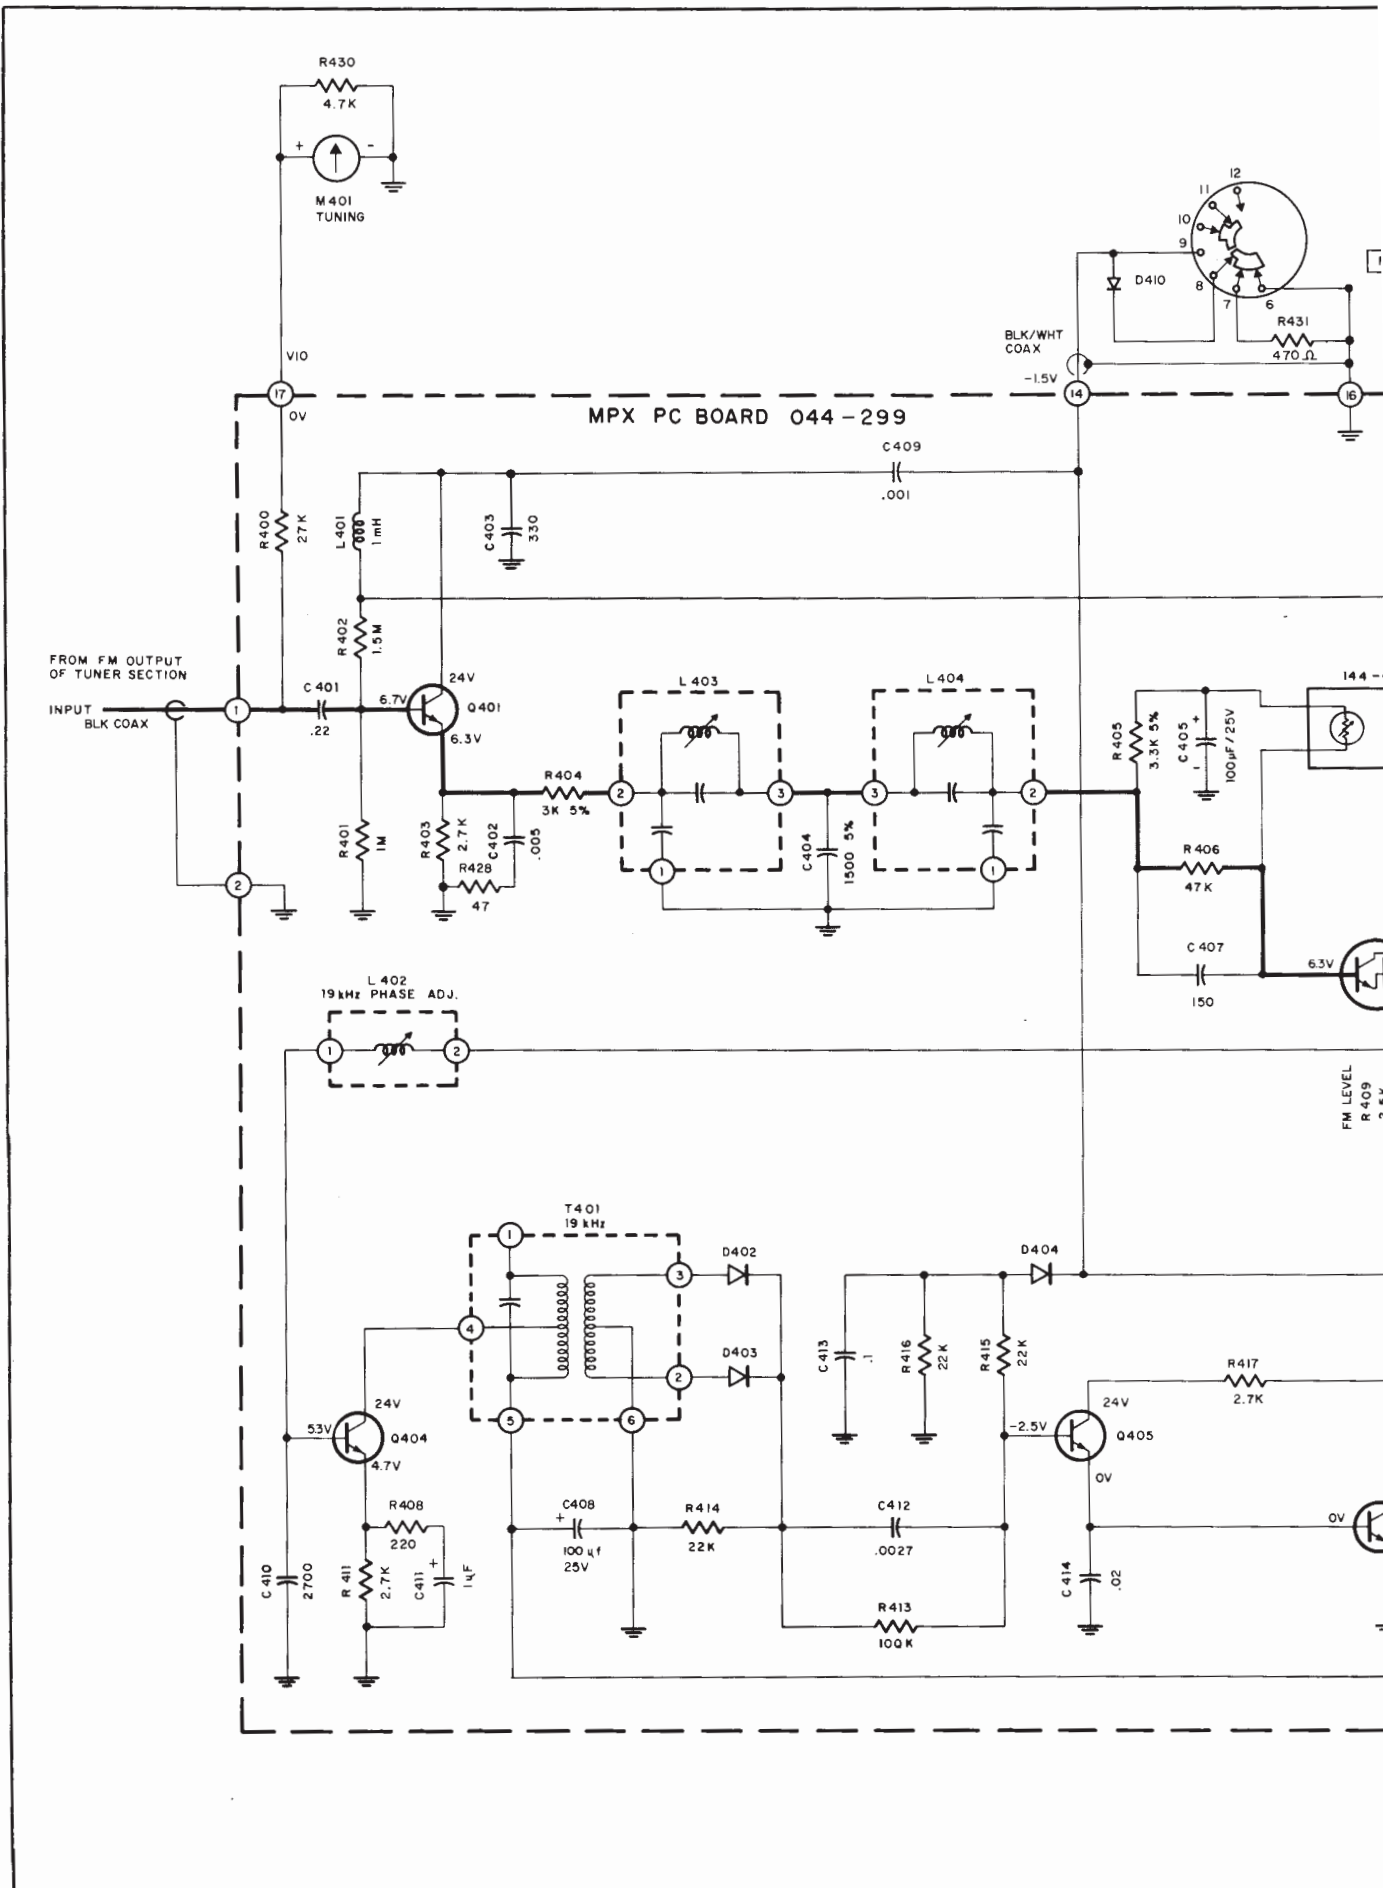 R430
4.7K
+ -
M401
TUNING
12
11
10
9
8
7
6
D410
R431
470Ω
BLK/WHT
COAX
-1.5V
V10
17
0V
14
16
MPX PC BOARD 044-299
C409
.001
R400
27K
L401
1mH
C403
330
R402
1.5M
FROM FM OUTPUT
OF TUNER SECTION
INPUT
BLK COAX
1
2
C401
.22
6.7V
24V
Q401
6.3V
R401
1M
R403
2.7K
C402
.005
R428
47
R404
3K 5%
L403
2
3
1
C404
1500 5%
L404
3
2
1
R405
3.3K 5%
C405
+
-
100µF/25V
144-
R406
47K
C407
150
6.3V
L402
19kHz PHASE ADJ.
1
2
FM LEVEL
R409
T401
19kHz
1
3
4
2
5
6
D402
D403
D404
C413
.1
R416
22K
R415
22K
R417
2.7K
24V
5.3V
Q404
4.7V
-2.5V
24V
Q405
0V
0V
R408
220
C410
2700
R411
2.7K
C411
+
1µF
C408
+
100µf
25V
R414
22K
C412
.0027
R413
100K
C414
.02